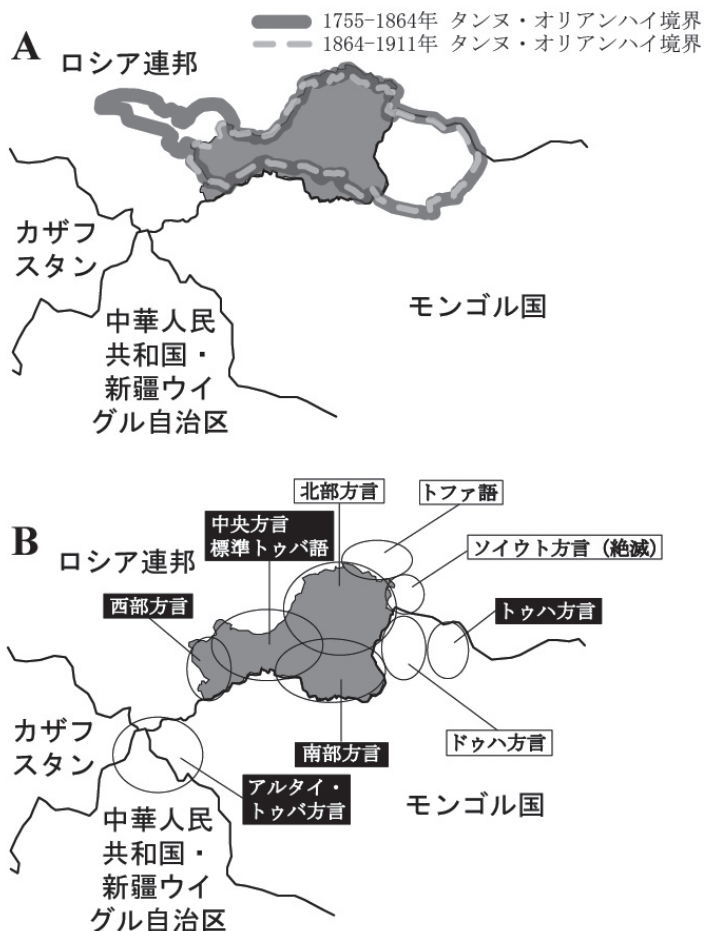 1755-1864年 タンヌ・オリアンハイ境界
1864-1911年 タンヌ・オリアンハイ境界
A
ロシア連邦
カザフ
スタン
中華人民
共和国・
新疆ウイ
グル自治区
モンゴル国
B
ロシア連邦
北部方言
トファ語
中央方言
標準トゥバ語
ソイウト方言（絶滅）
西部方言
トゥハ方言
カザフ
スタン
南部方言
ドゥハ方言
アルタイ・
トゥバ方言
モンゴル国
中華人民
共和国・
新疆ウイ
グル自治区